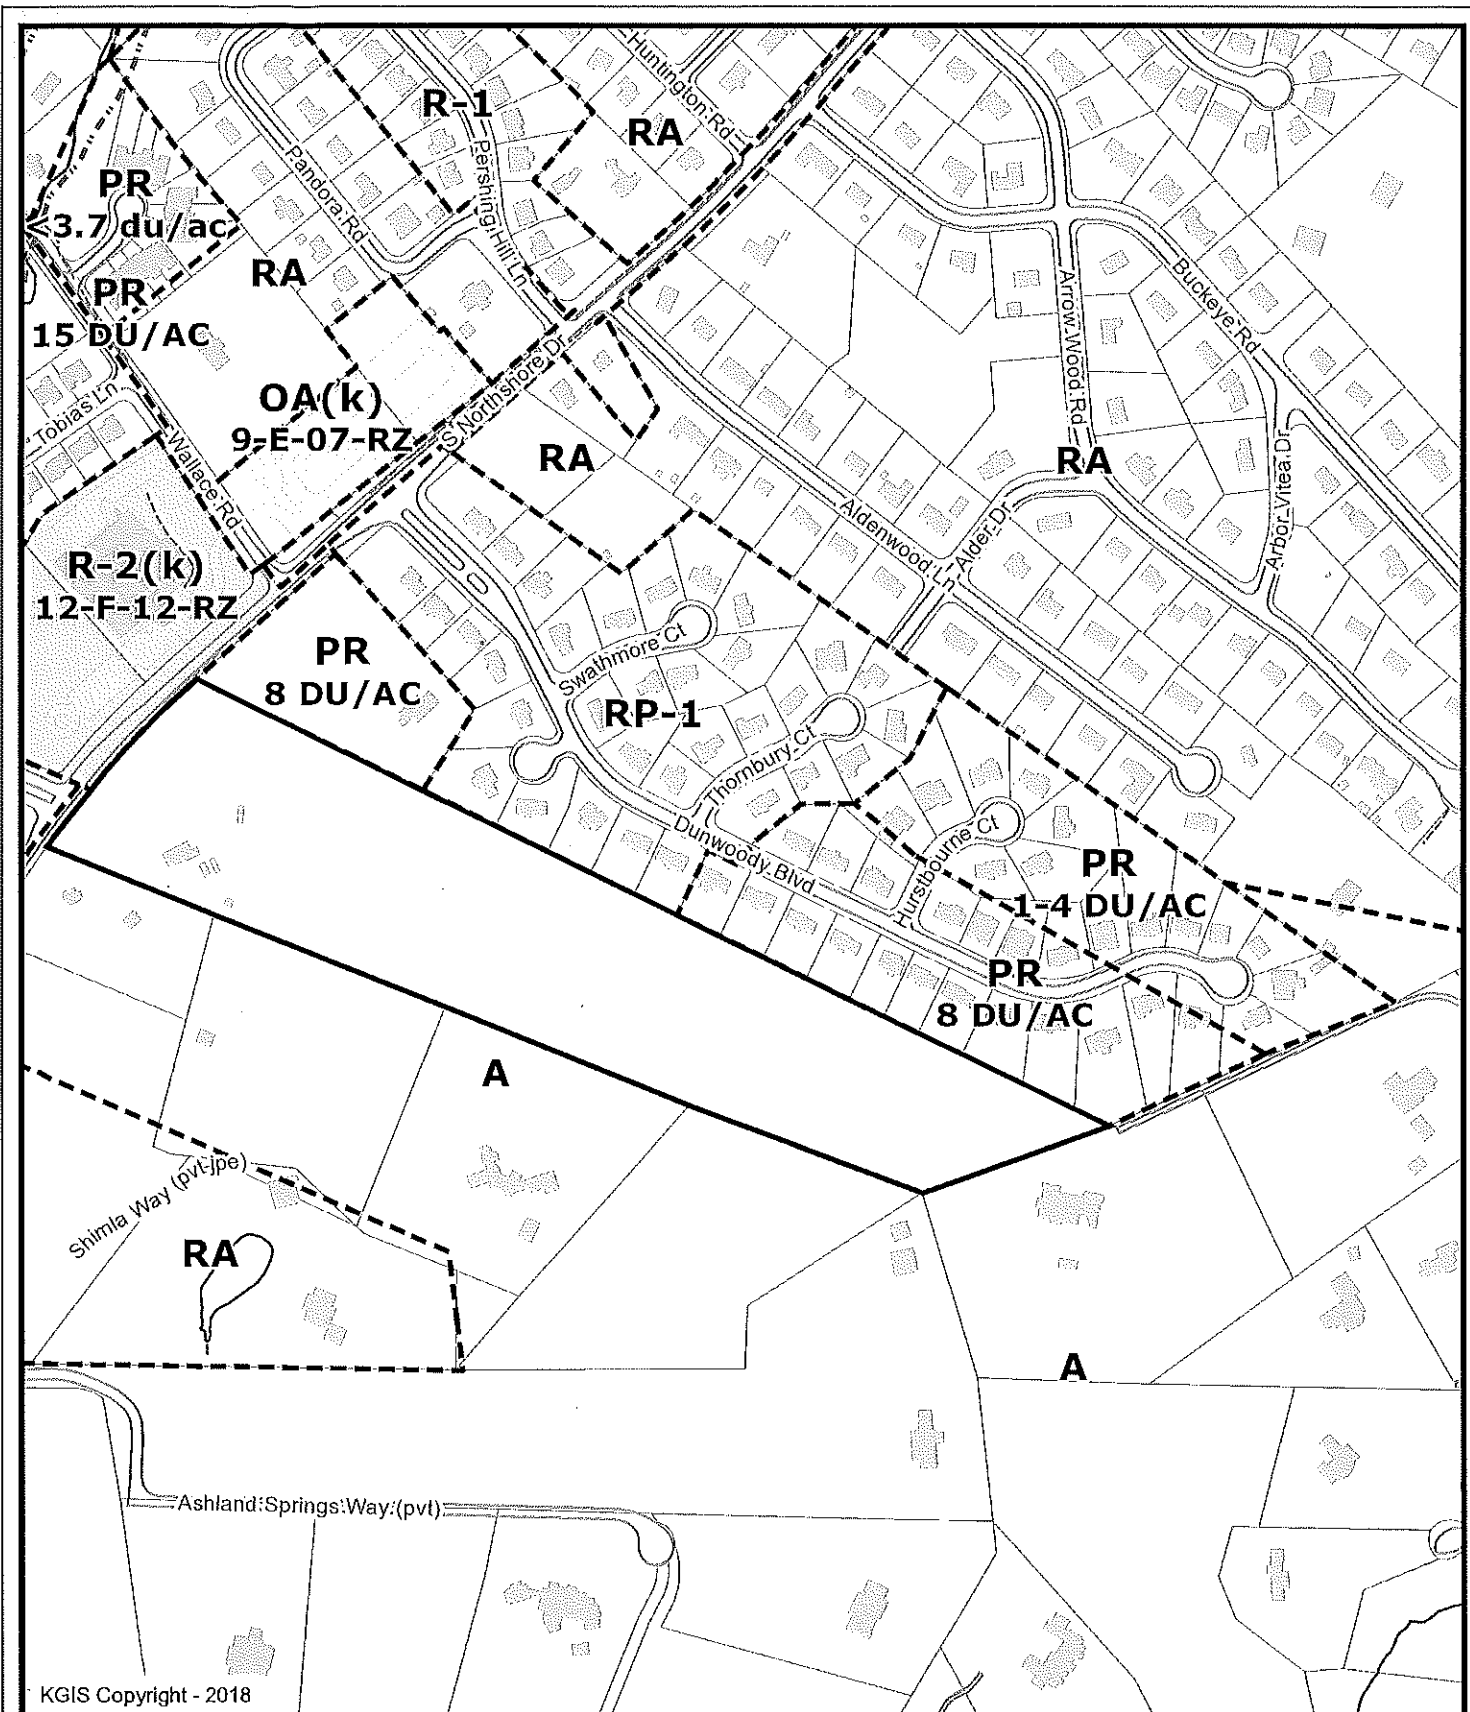 Huntington Rd
R-1
RA
Pershing Hill Ln
Pandora Rd
PR
<3.7 du/ac
RA
PR
15 DU/AC
Buckeye Rd
Arrow Wood Rd
S Northshore Dr
OA(k)
9-E-07-RZ
Tobias Ln
Wallace Rd
RA
RA
Arbor Vitea Dr
Aldenwood Ln
Alder Dr
R-2(k)
12-F-12-RZ
PR
8 DU/AC
Swathmore Ct
RP-1
Thornbury Ct
Dunwoody Blvd
Hurstbourne Ct
PR
1-4 DU/AC
PR
8 DU/AC
A
Shimla Way (pvt-jpe)
RA
A
Ashland Springs Way (pvt)
KGIS Copyright - 2018